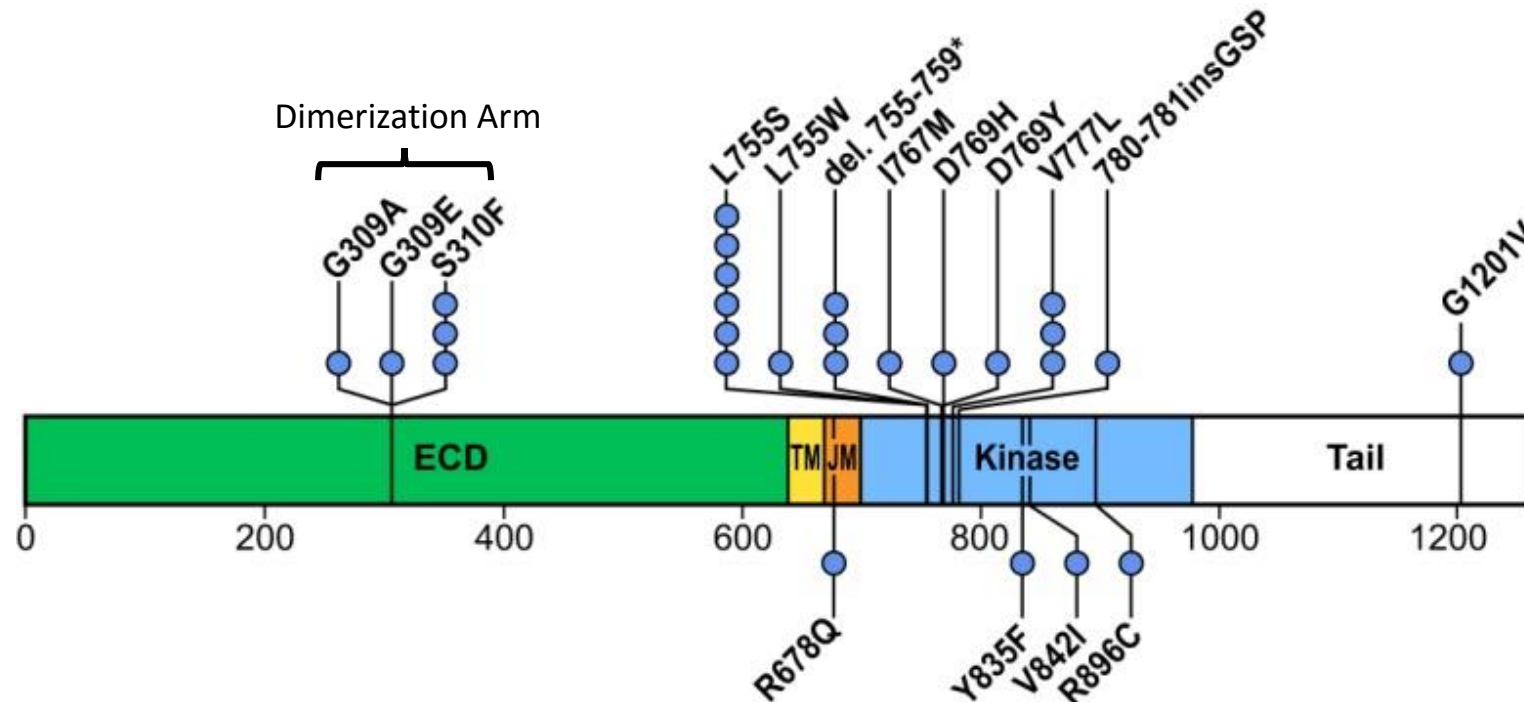 Dimerization Arm
G309A
G309E
S310F
L755S
L755W
del. 755-759*
I767M
D769H
D769Y
V777L
780-781insGSP
G1201V
ECD
TM
JM
Kinase
Tail
0
200
400
600
800
1000
1200
R678Q
Y835F
V842I
R896C